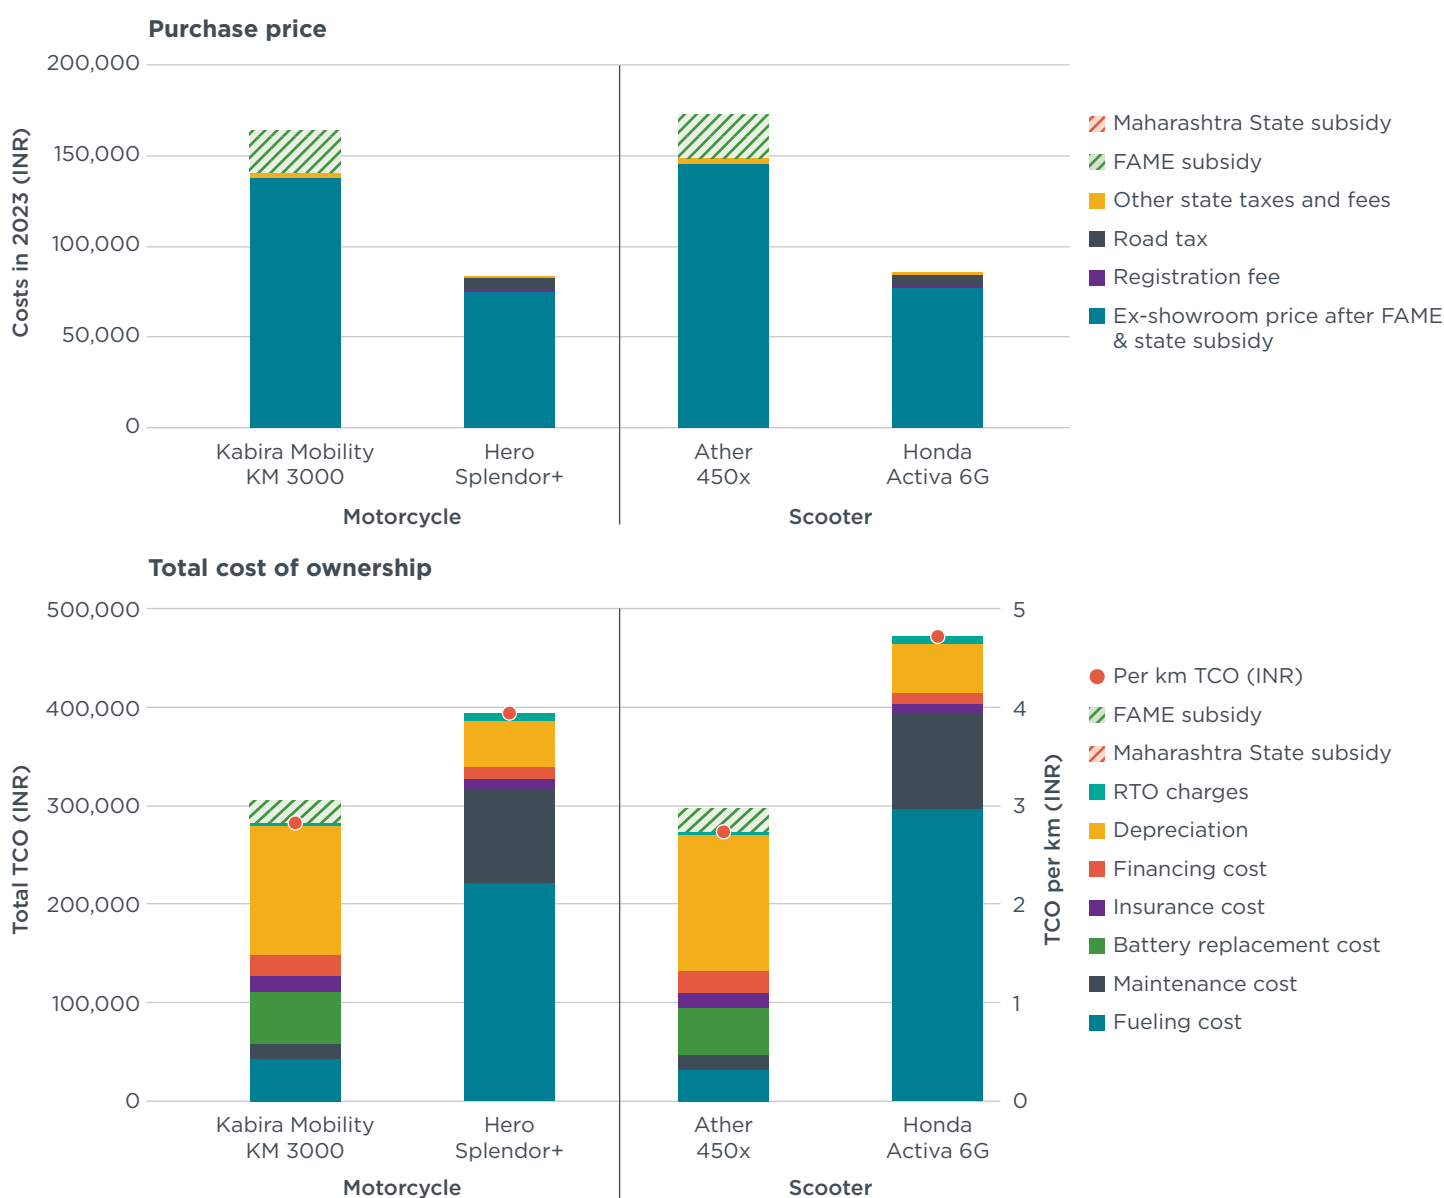 Purchase price
Costs in 2023 (INR)
200,000
150,000
100,000
50,000
0
Kabira Mobility
KM 3000
Hero
Splendor+
Ather
450x
Honda
Activa 6G
Motorcycle
Scooter
Maharashtra State subsidy
FAME subsidy
Other state taxes and fees
Road tax
Registration fee
Ex-showroom price after FAME
& state subsidy
Total cost of ownership
Total TCO (INR)
500,000
400,000
300,000
200,000
100,000
0
5
4
3
2
1
0
TCO per km (INR)
Kabira Mobility
KM 3000
Hero
Splendor+
Ather
450x
Honda
Activa 6G
Motorcycle
Scooter
Per km TCO (INR)
FAME subsidy
Maharashtra State subsidy
RTO charges
Depreciation
Financing cost
Insurance cost
Battery replacement cost
Maintenance cost
Fueling cost